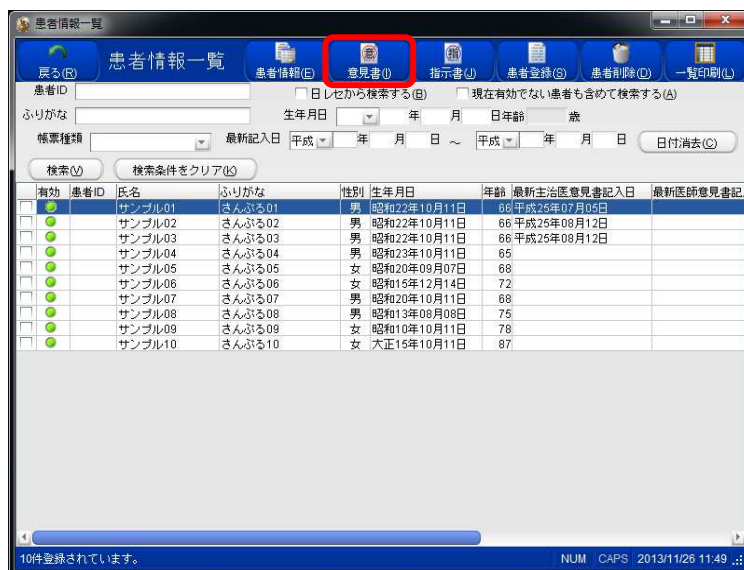 患者情報一覧
戻る(R) 患者情報一覧 患者情報(E) 意見書(I) 指示書(J) 患者登録(S) 患者削除(D) 一覧印刷(L)
患者ID 日レセから検索する(B) 現在有効でない患者も含めて検索する(A)
ふりがな 生年月日 年 月 日年齢 歳
帳票種類 最新記入日 平成 年 月 日 ~ 平成 年 月 日 日付消去(C)
検索(V) 検索条件をクリア(K)
有効 患者ID 氏名 ふりがな 性別 生年月日 年齢 最新主治医意見書記入日 最新医師意見書記
サンプル01 さんぷる01 男 昭和22年10月11日 66 平成25年07月05日
サンプル02 さんぷる02 男 昭和22年10月11日 66 平成25年08月12日
サンプル03 さんぷる03 男 昭和22年10月11日 66 平成25年08月12日
サンプル04 さんぷる04 男 昭和23年10月11日 65
サンプル05 さんぷる05 女 昭和20年09月07日 68
サンプル06 さんぷる06 女 昭和15年12月14日 72
サンプル07 さんぷる07 男 昭和20年10月11日 68
サンプル08 さんぷる08 男 昭和13年08月08日 75
サンプル09 さんぷる09 女 昭和10年10月11日 78
サンプル10 さんぷる10 女 大正15年10月11日 87
10件登録されています。 NUM CAPS 2013/11/26 11:49